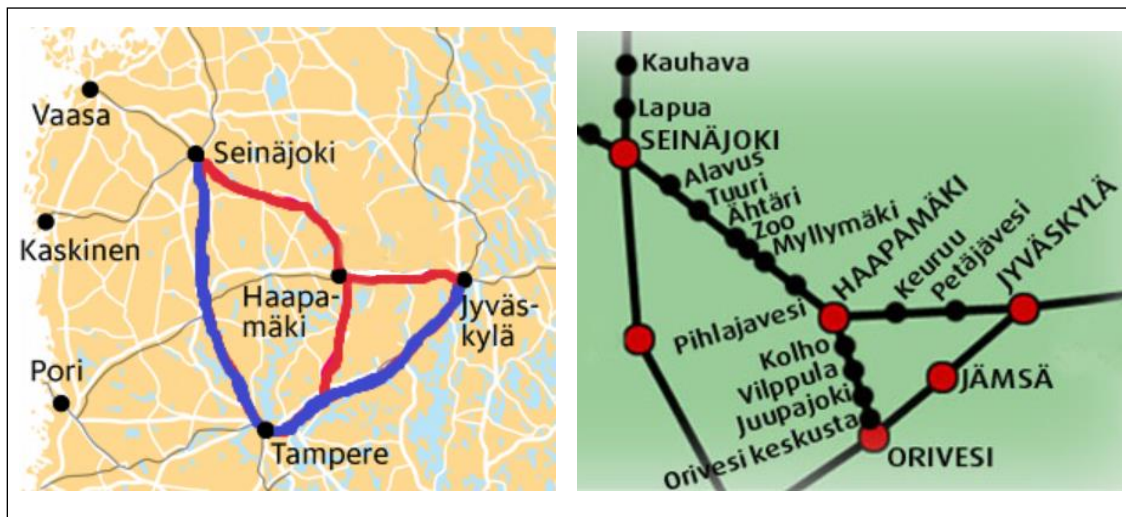 Vaasa
Seinäjoki
Kaskinen
Haapa-
mäki
Jyväs-
kylä
Pori
Tampere
Kauhava
Lapua
SEINÄJOKI
Alavus
Tuuri
Ähtäri
Zoo
Myllymäki
Pihlajavesi
HAAPAMÄKI
Keuruu
Petäjävesi
JYVÄSKYLÄ
Kolho
Vilppula
Juupajoki
Orivesi keskusta
JÄMSÄ
ORIVESI